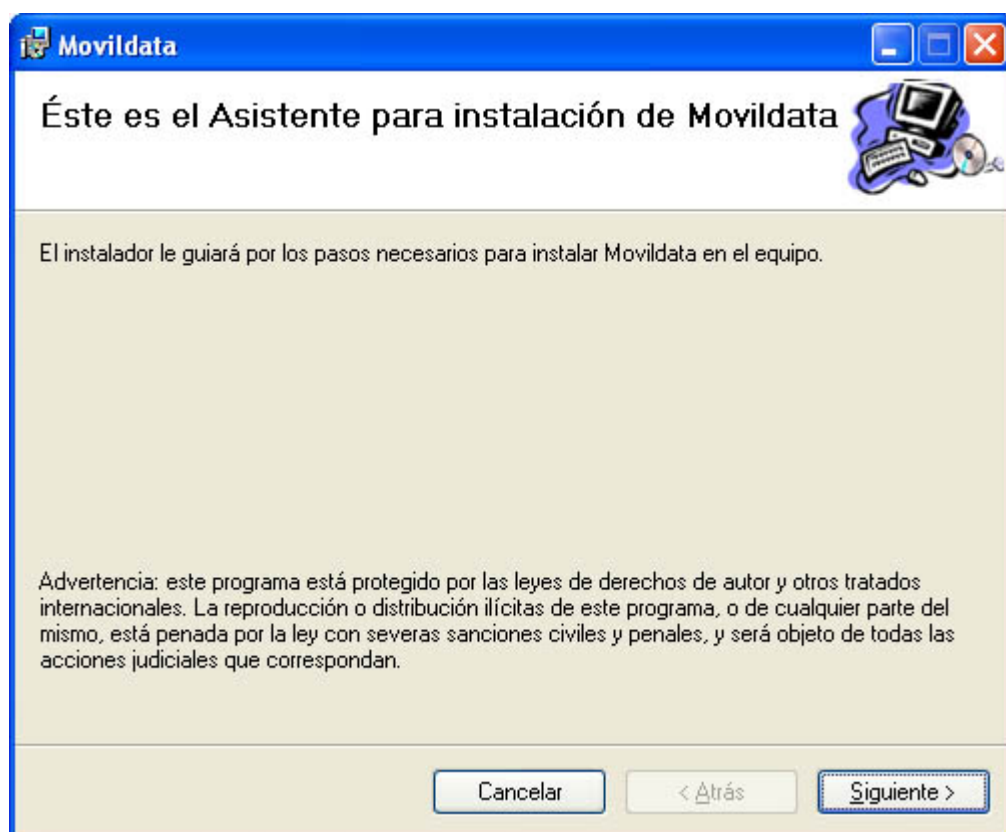 Movildata
Éste es el Asistente para instalación de Movildata
El instalador le guiará por los pasos necesarios para instalar Movildata en el equipo.
Advertencia: este programa está protegido por las leyes de derechos de autor y otros tratados
internacionales. La reproducción o distribución ilícitas de este programa, o de cualquier parte del
mismo, está penada por la ley con severas sanciones civiles y penales, y será objeto de todas las
acciones judiciales que correspondan.
Cancelar
< Atrás
Siguiente >